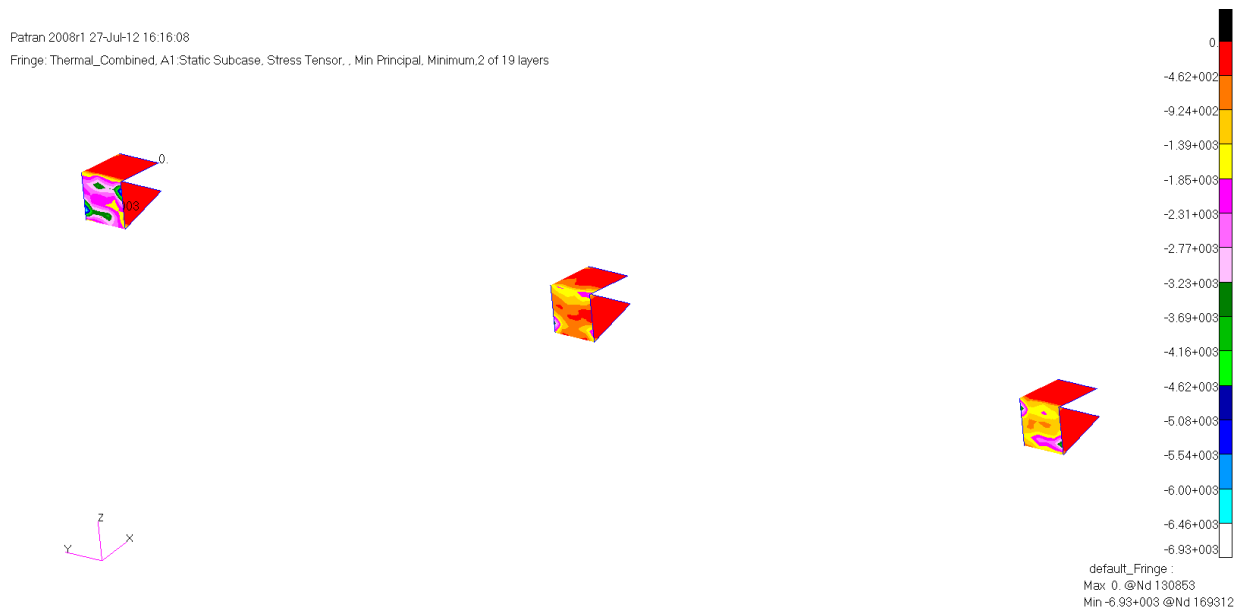 Patran 2008r1 27-Jul-12 16:16:08
Fringe: Thermal_Combined, A1:Static Subcase, Stress Tensor, , Min Principal, Minimum,2 of 19 layers
0.
-4.62+002
-9.24+002
-1.39+003
-1.85+003
-2.31+003
-2.77+003
-3.23+003
-3.69+003
-4.16+003
-4.62+003
-5.08+003
-5.54+003
-6.00+003
-6.46+003
-6.93+003
0.
03
Z
Y
X
default_Fringe :
Max 0. @Nd 130853
Min -6.93+003 @Nd 169312